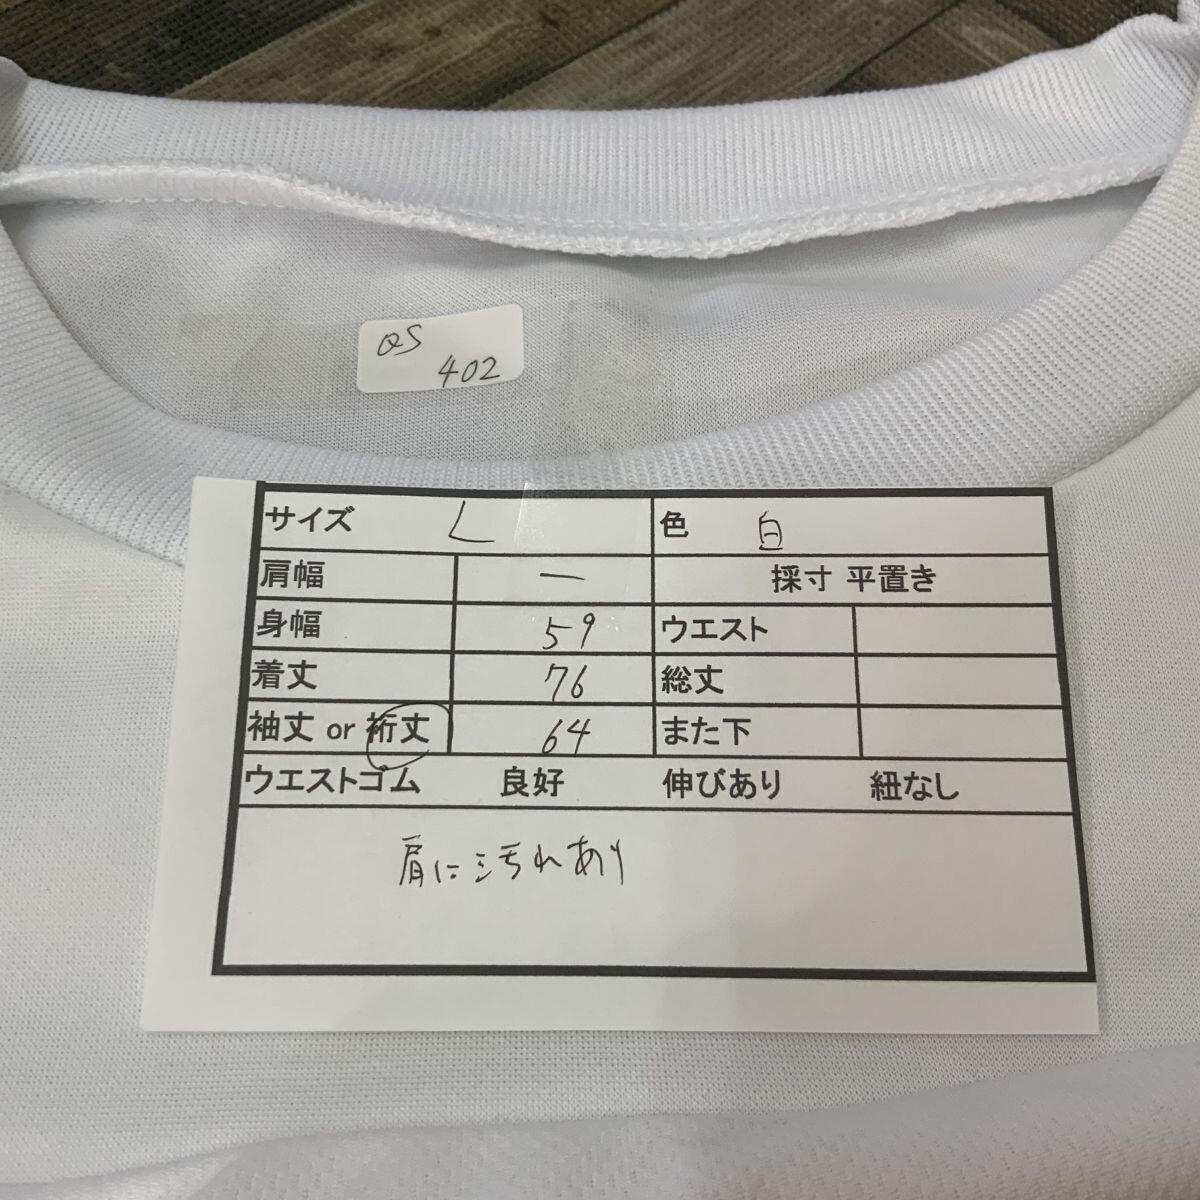 QS
402
サイズ L 色 白
肩幅 ー 採寸 平置き
身幅 59 ウエスト
着丈 76 総丈
袖丈 or 裄丈 64 また下
ウエストゴム 良好 伸びあり 紐なし
肩に汚れあり